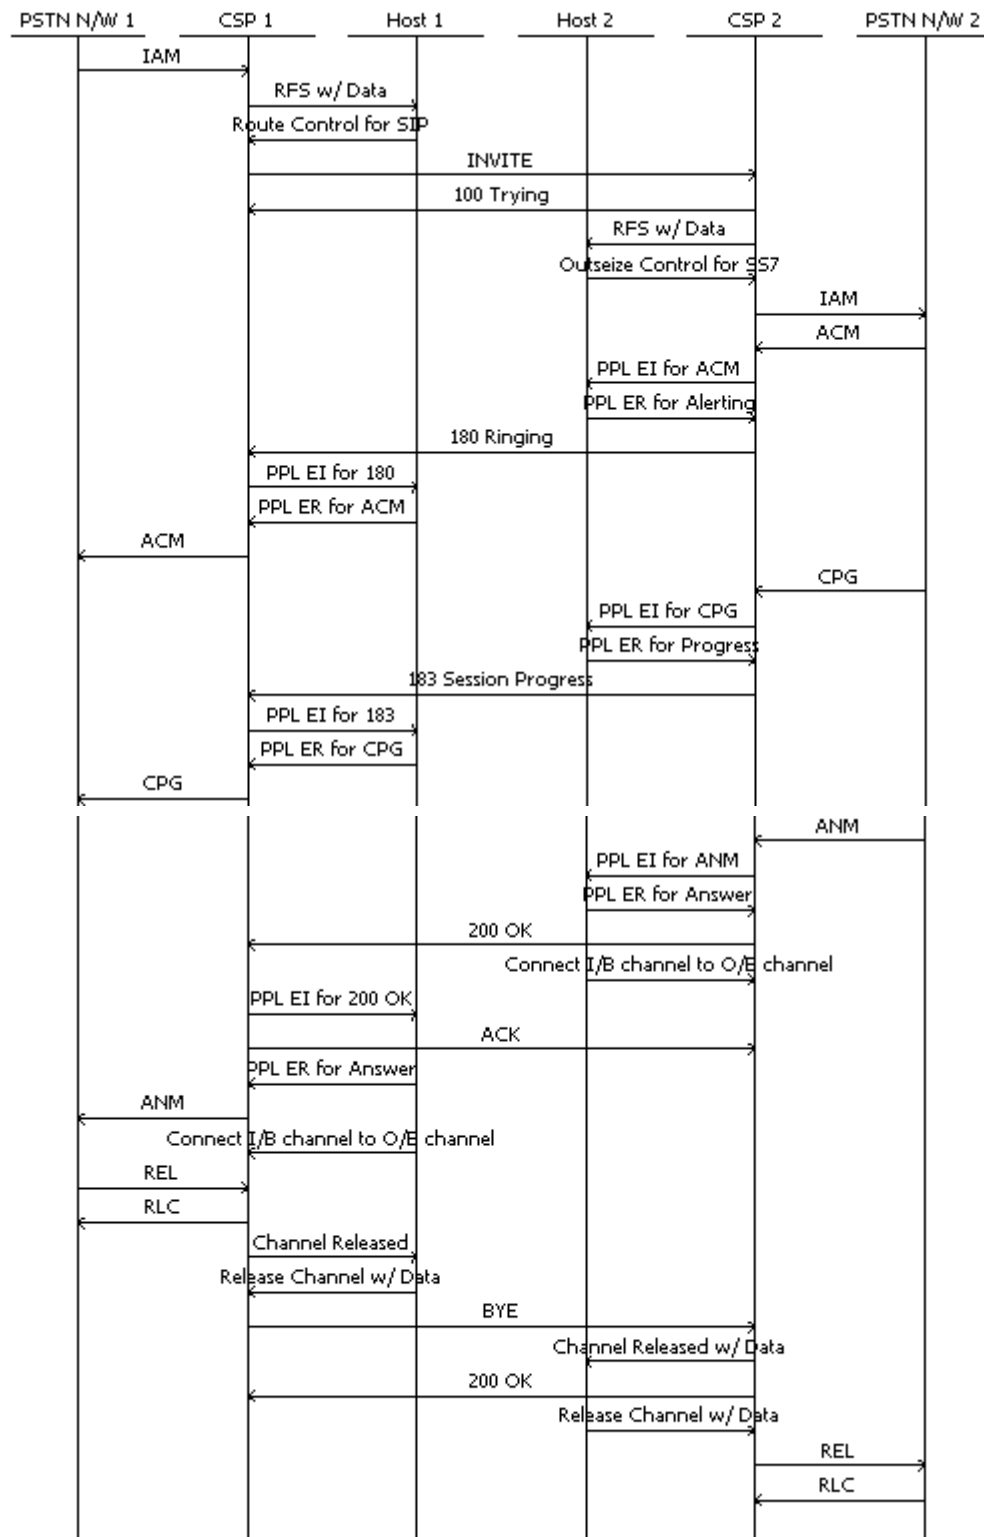 PSTN N/W 1 CSP 1 Host 1 Host 2 CSP 2 PSTN N/W 2
IAM
RFS w/ Data
Route Control for SIP
INVITE
100 Trying
RFS w/ Data
Outseize Control for SS7
IAM
ACM
PPL EI for ACM
PPL ER for Alerting
180 Ringing
PPL EI for 180
PPL ER for ACM
ACM
CPG
PPL EI for CPG
PPL ER for Progress
183 Session Progress
PPL EI for 183
PPL ER for CPG
CPG
ANM
PPL EI for ANM
PPL ER for Answer
200 OK
Connect I/B channel to O/B channel
PPL EI for 200 OK
ACK
PPL ER for Answer
ANM
Connect I/B channel to O/B channel
REL
RLC
Channel Released
Release Channel w/ Data
BYE
Channel Released w/ Data
200 OK
Release Channel w/ Data
REL
RLC